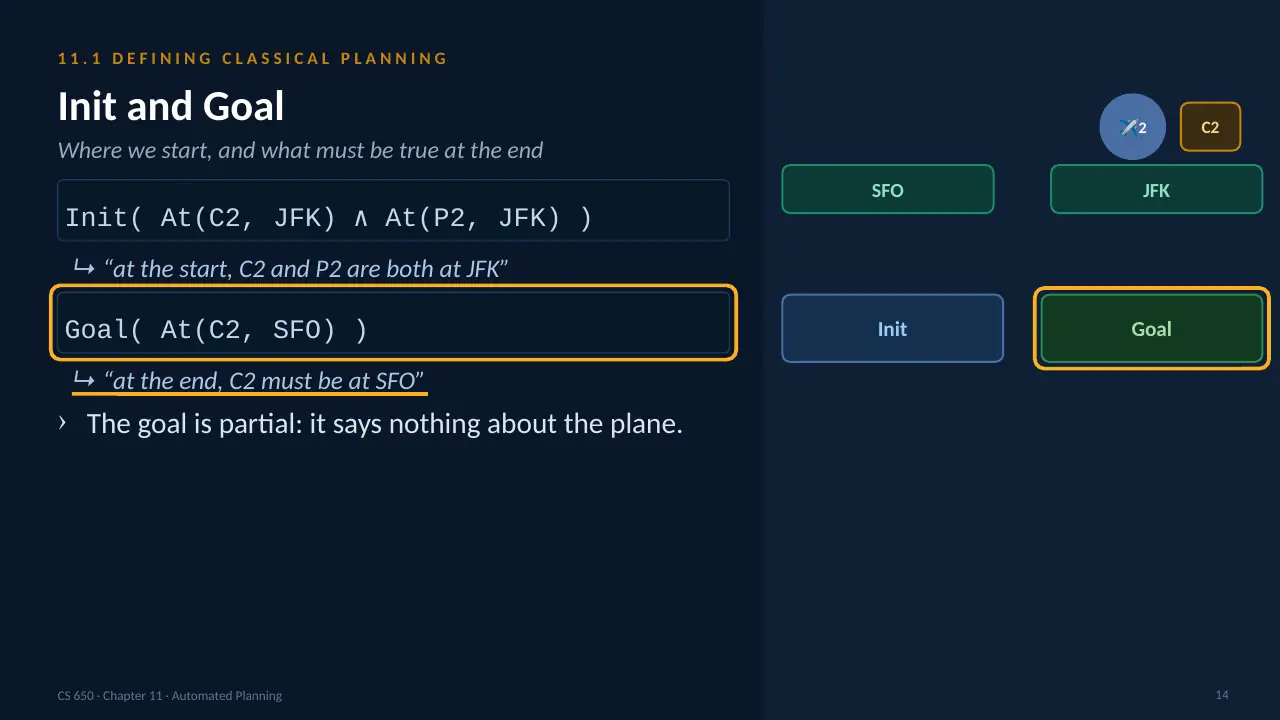 11.1 DEFINING CLASSICAL PLANNING
Init and Goal
Where we start, and what must be true at the end
Init( At(C2, JFK) ∧ At(P2, JFK) )
↪ “at the start, C2 and P2 are both at JFK”
Goal( At(C2, SFO) )
↪ “at the end, C2 must be at SFO”
› The goal is partial: it says nothing about the plane.
✈️2
C2
SFO
JFK
Init
Goal
CS 650 · Chapter 11 · Automated Planning
14